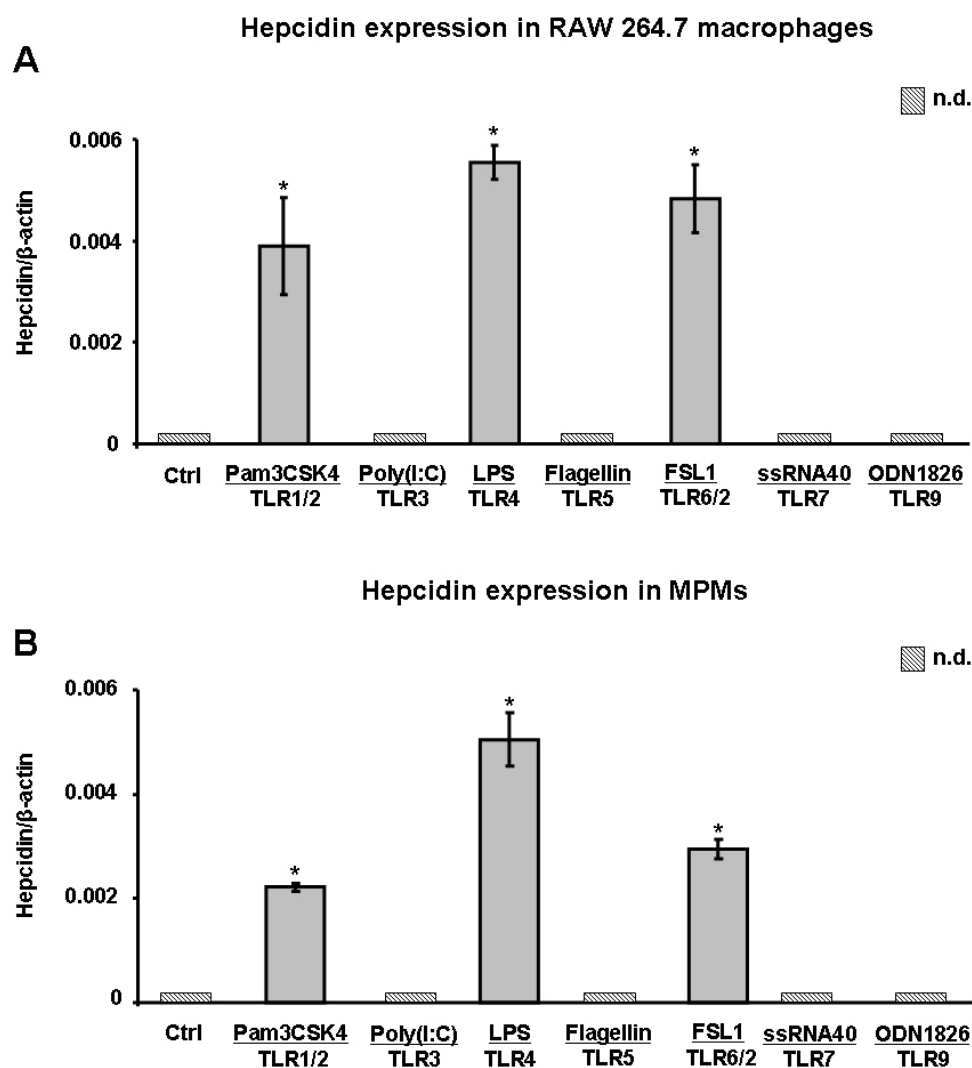 Hepcidin expression in RAW 264.7 macrophages
A
n.d.
Hepcidin/β-actin
0.006
0.004
0.002
0
*
*
*
Ctrl Pam3CSK4 Poly(I:C) LPS Flagellin FSL1 ssRNA40 ODN1826
TLR1/2 TLR3 TLR4 TLR5 TLR6/2 TLR7 TLR9
Hepcidin expression in MPMs
B
n.d.
Hepcidin/β-actin
0.006
0.004
0.002
0
*
*
*
Ctrl Pam3CSK4 Poly(I:C) LPS Flagellin FSL1 ssRNA40 ODN1826
TLR1/2 TLR3 TLR4 TLR5 TLR6/2 TLR7 TLR9